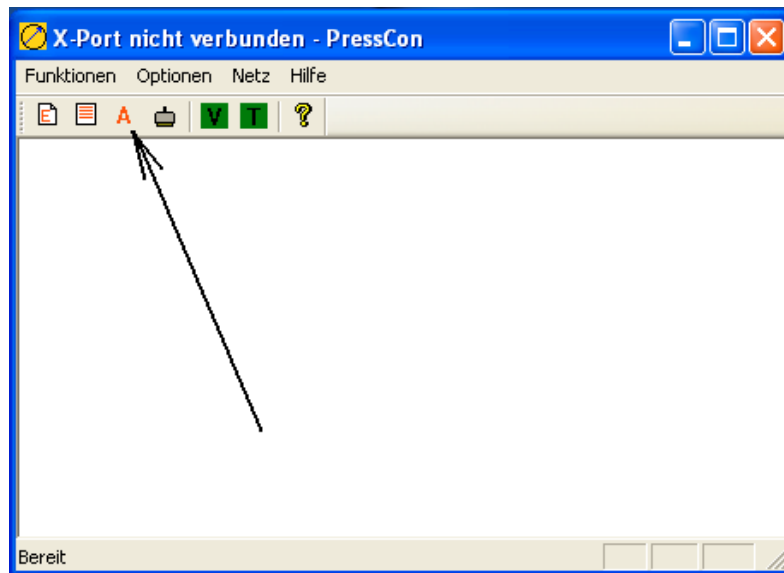 X-Port nicht verbunden - PressCon
Funktionen Optionen Netz Hilfe
E A V T ?
Bereit